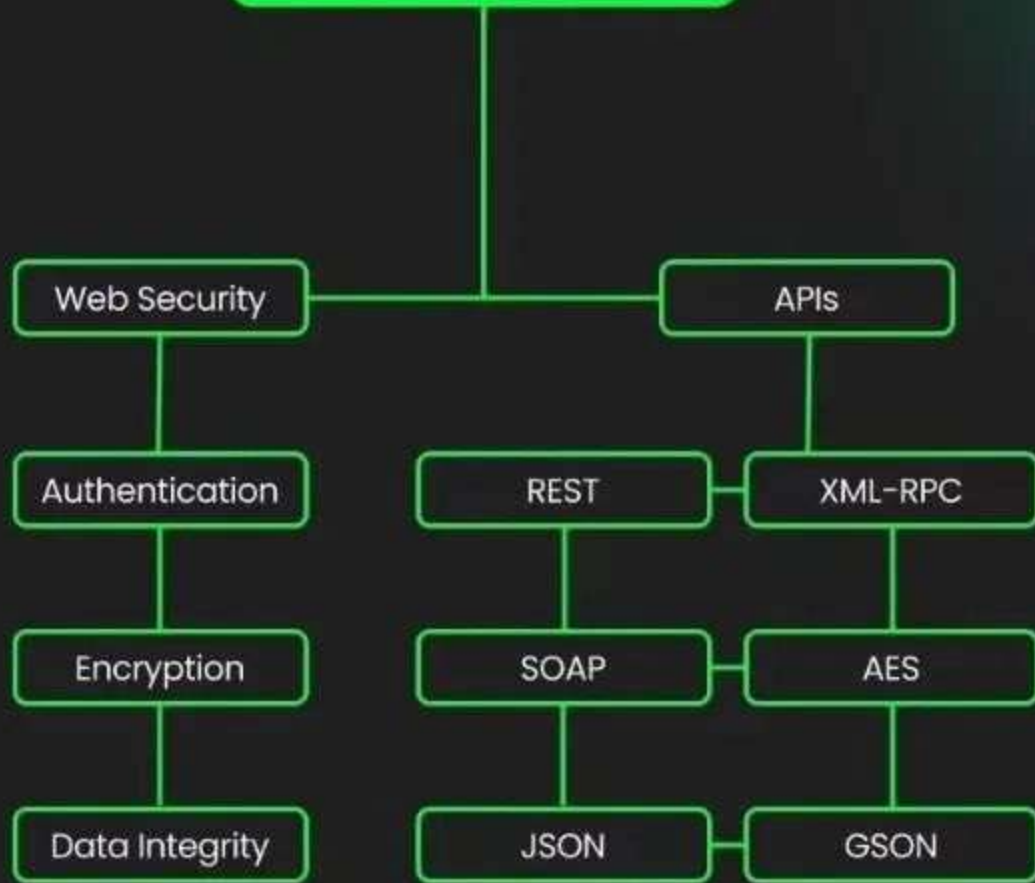 Web Security
APIs
Authentication
REST
XML-RPC
Encryption
SOAP
AES
Data Integrity
JSON
GSON